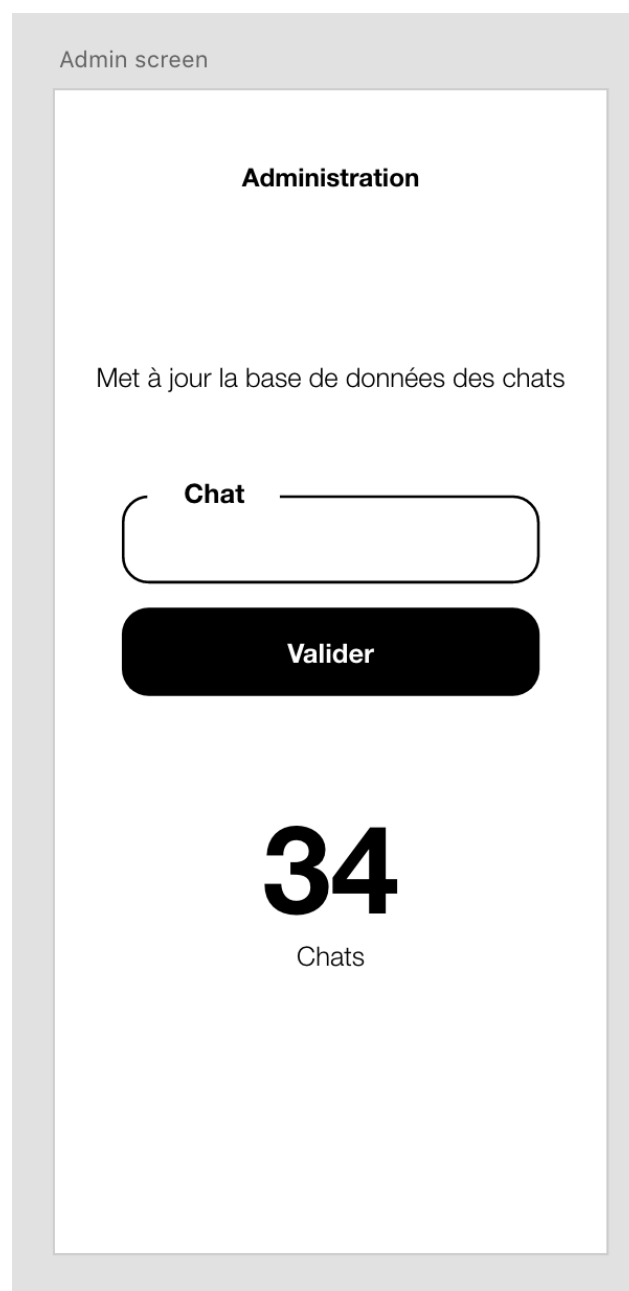 Admin screen
Administration
Met à jour la base de données des chats
Chat
Valider
34
Chats